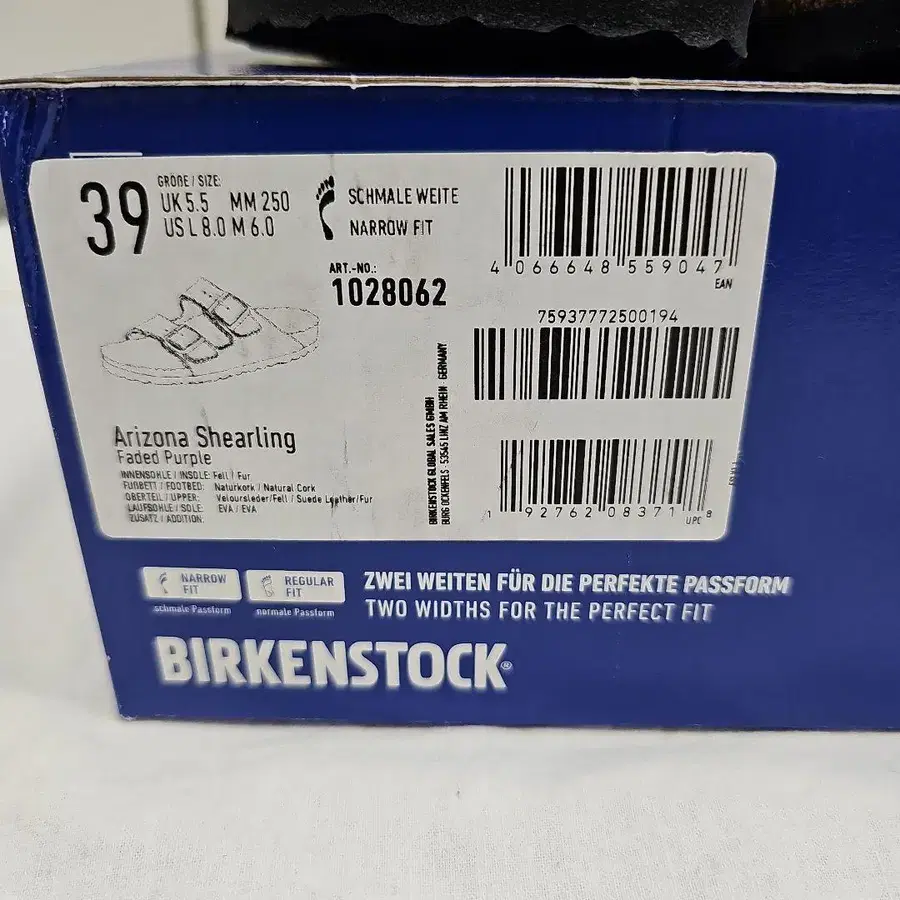 39
GRÖßE / SIZE:
UK 5.5 MM 250
US L 8.0 M 6.0
SCHMALE WEITE
NARROW FIT
ART.-NO.:
1028062
4 066648 559047
EAN
75937772500194
Arizona Shearling
Faded Purple
INNENSOHLE / INSOLE: Fell / Fur
FUßBETT / FOOTBED: Naturkork / Natural Cork
OBERTEIL / UPPER: Veloursleder/Fell / Suede Leather/Fur
LAUFSOHLE / SOLE: EVA / EVA
ZUSATZ / ADDITION:
BIRKENSTOCK GLOBAL SALES GMBH
BURG OCKENFELS · 53545 LINZ AM RHEIN · GERMANY
1 92762 08371 8
UPC
NARROW
FIT
schmale Passform
REGULAR
FIT
normale Passform
ZWEI WEITEN FÜR DIE PERFEKTE PASSFORM
TWO WIDTHS FOR THE PERFECT FIT
BIRKENSTOCK®